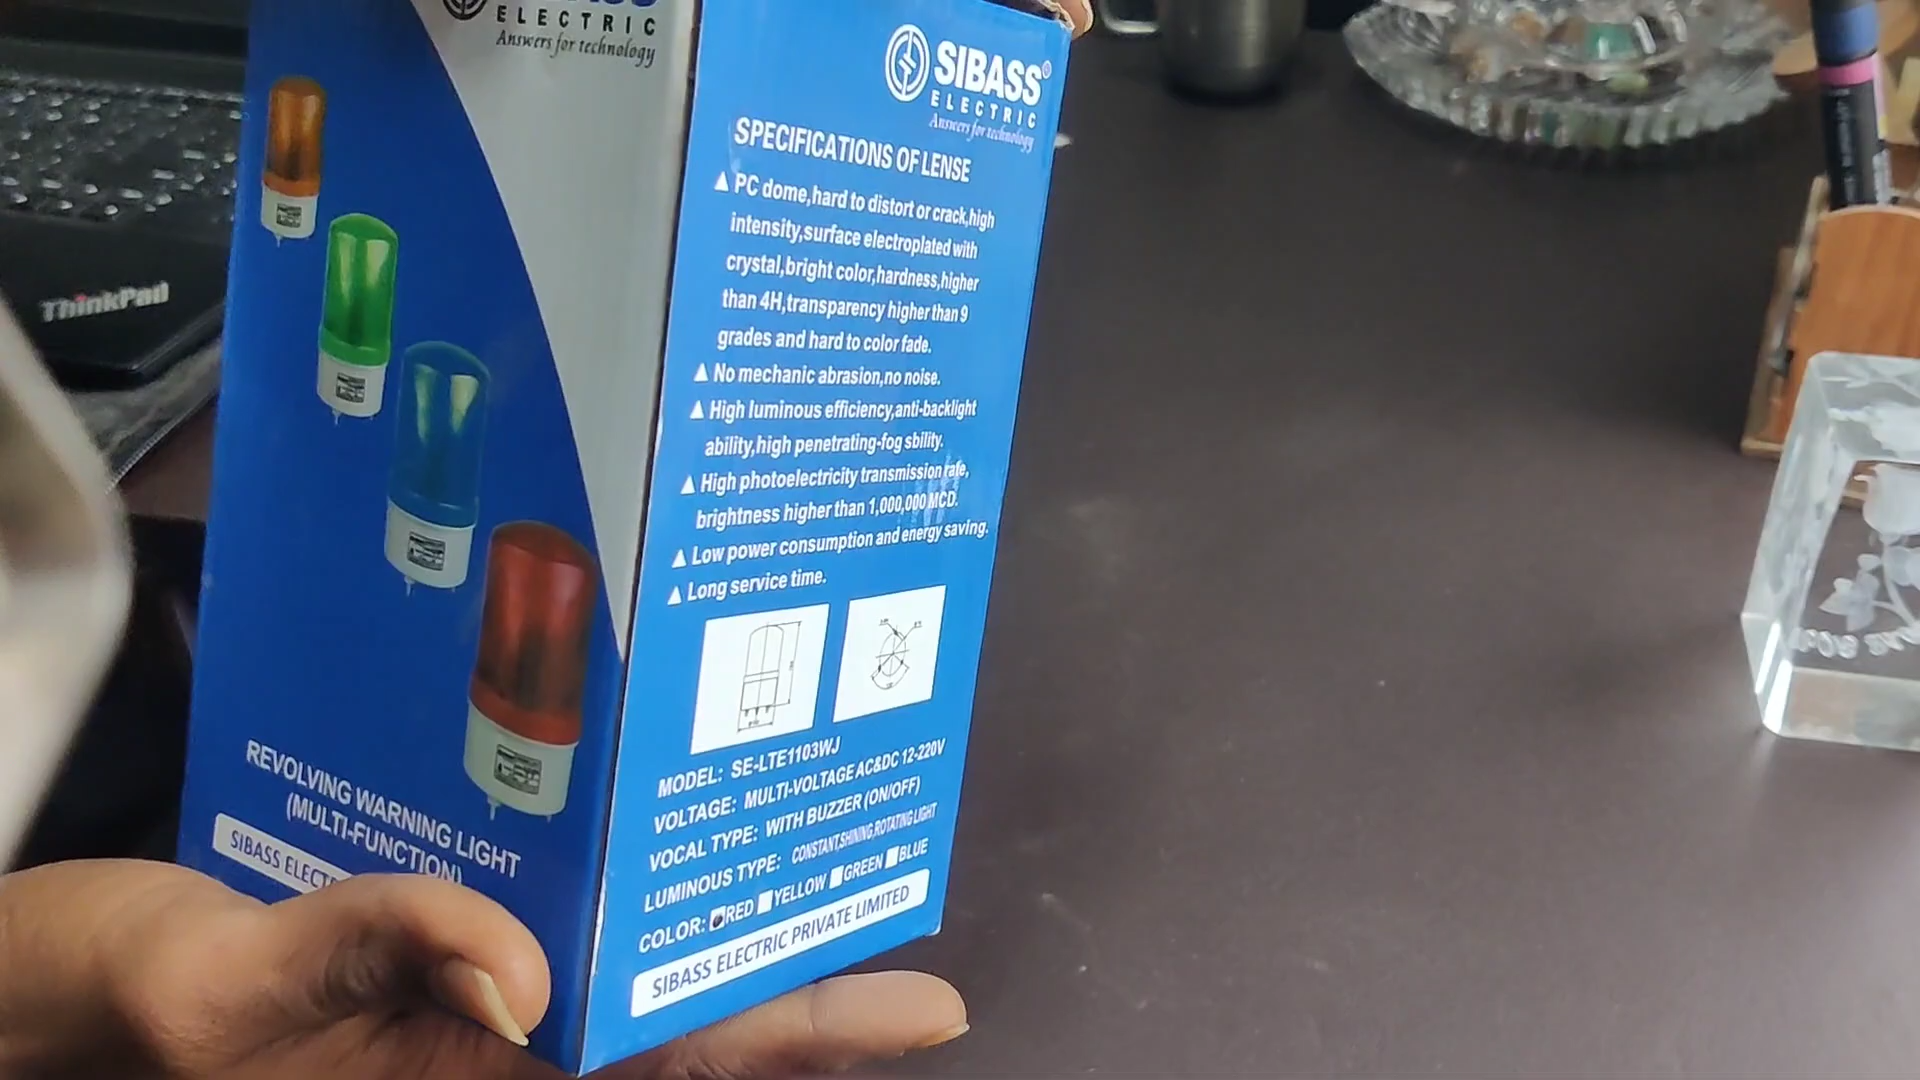 ELECTRIC
Answers for technology
ThinkPad
REVOLVING WARNING LIGHT
(MULTI-FUNCTION)
SIBASS
SIBASS®
ELECTRIC
Answers for technology
SPECIFICATIONS OF LENSE
▲ PC dome,hard to distort or crack,high
intensity,surface electroplated with
crystal,bright color,hardness,higher
than 4H,transparency higher than 9
grades and hard to color fade.
▲ No mechanic abrasion,no noise.
▲ High luminous efficiency,anti-backlight
ability,high penetrating-fog sbility.
▲ High photoelectricity transmission rate,
brightness higher than 1,000,000 MCD.
▲ Low power consumption and energy saving.
▲ Long service time.
MODEL: SE-LTE1103WJ
VOLTAGE: MULTI-VOLTAGE AC&DC 12-220V
VOCAL TYPE: WITH BUZZER (ON/OFF)
LUMINOUS TYPE: CONSTANT,SHINING,ROTATING LIGHT
COLOR: RED YELLOW GREEN BLUE
SIBASS ELECTRIC PRIVATE LIMITED